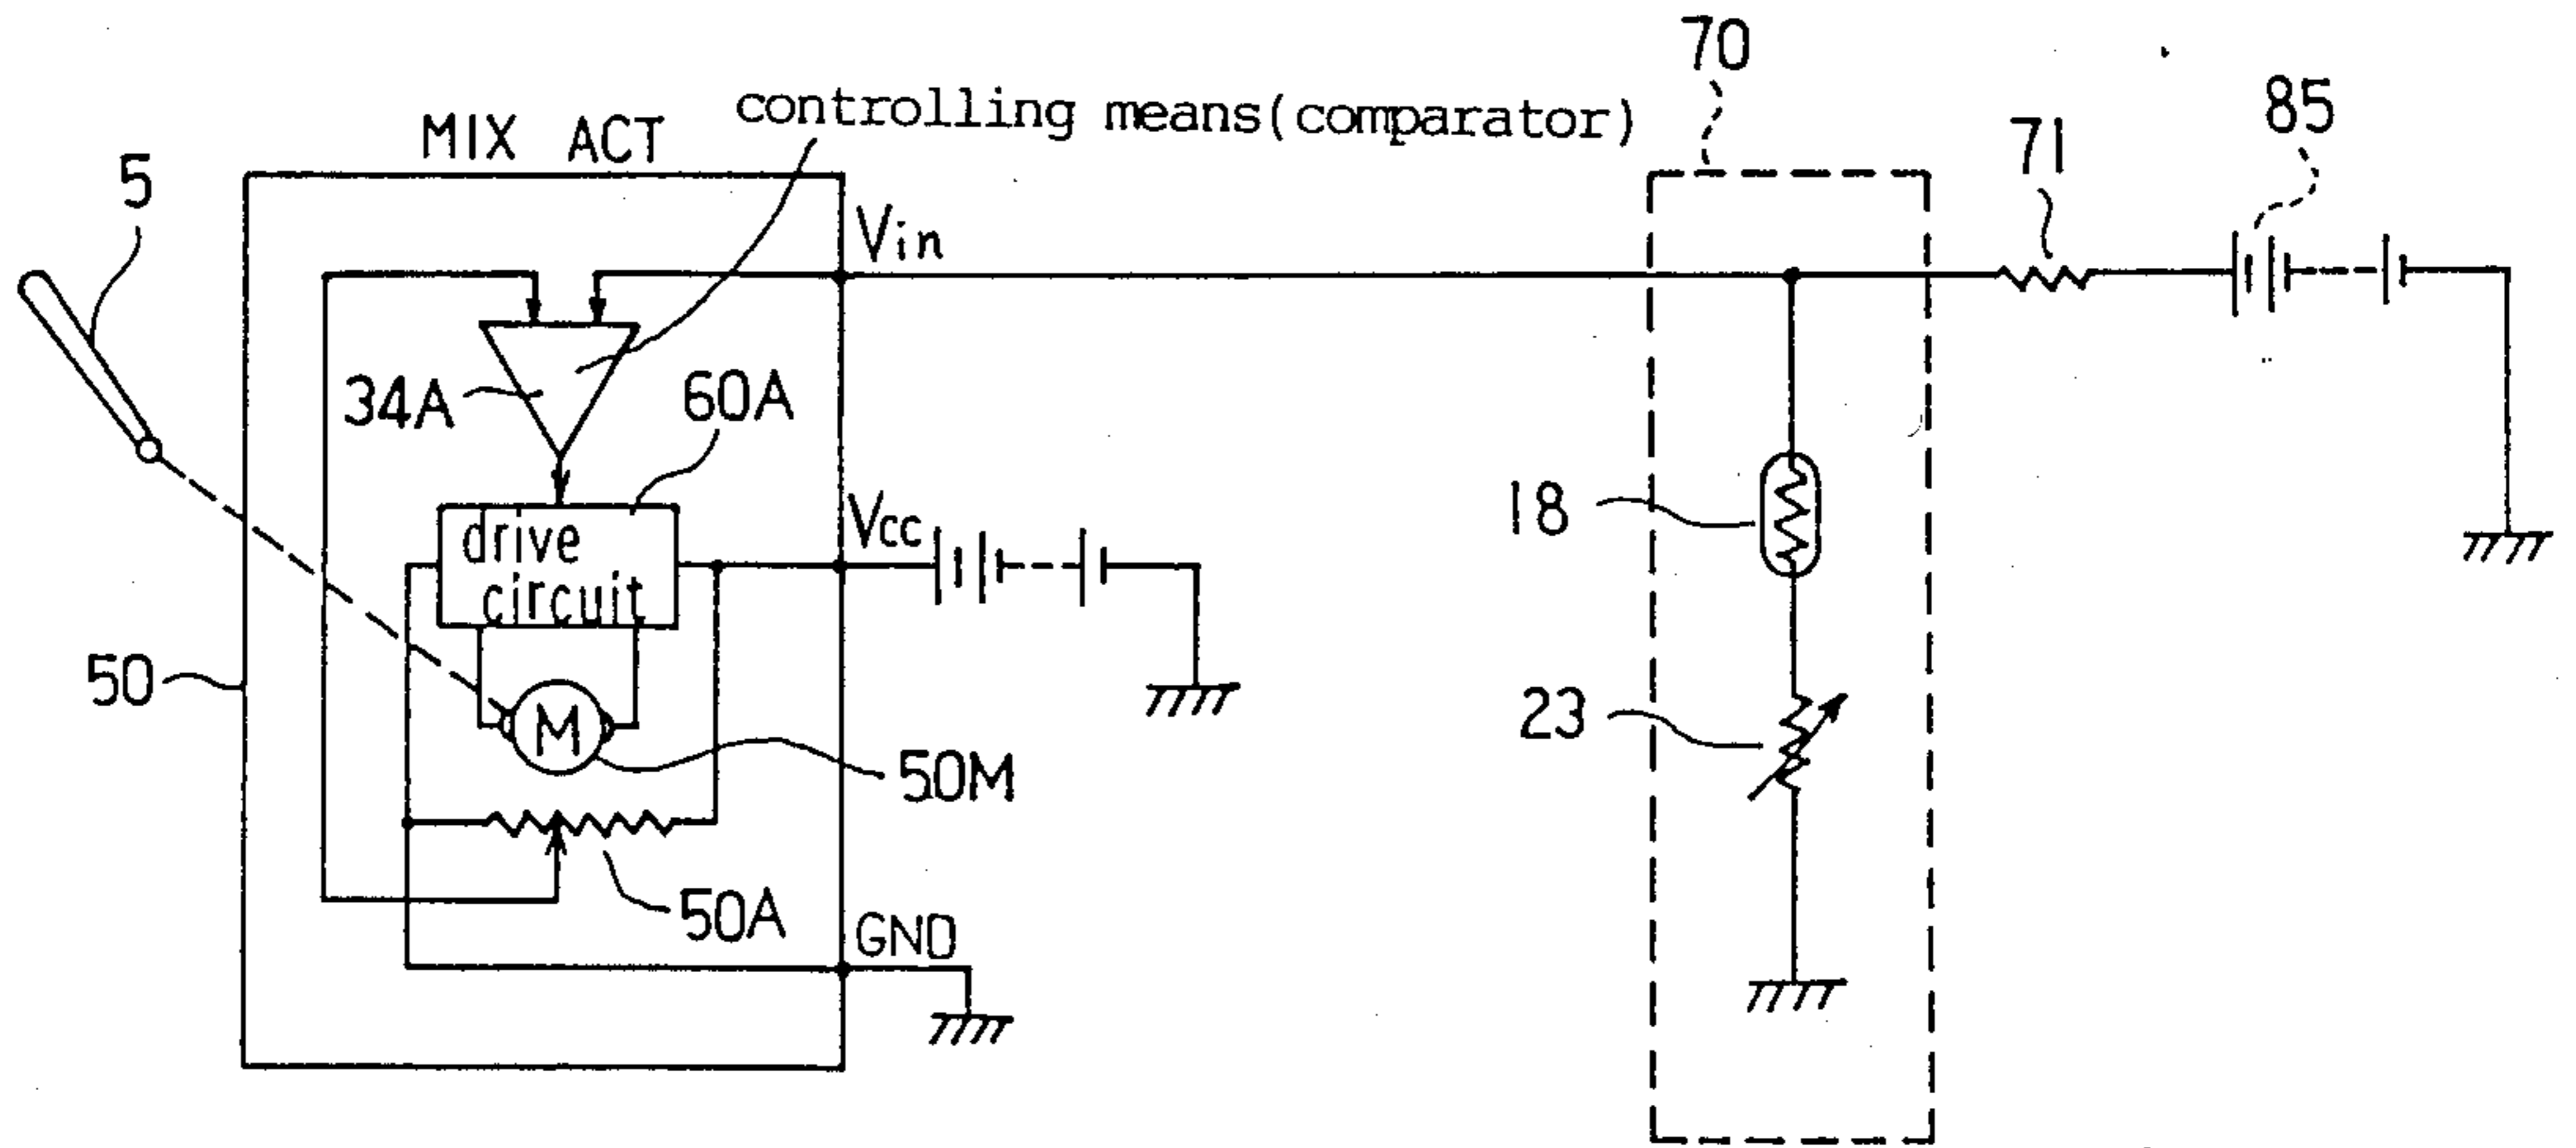 70
85
controlling means(comparator)
MIX ACT
71
5
Vin
34A
60A
18
Vcc
drive
circuit
50
23
M
50M
50A
GND